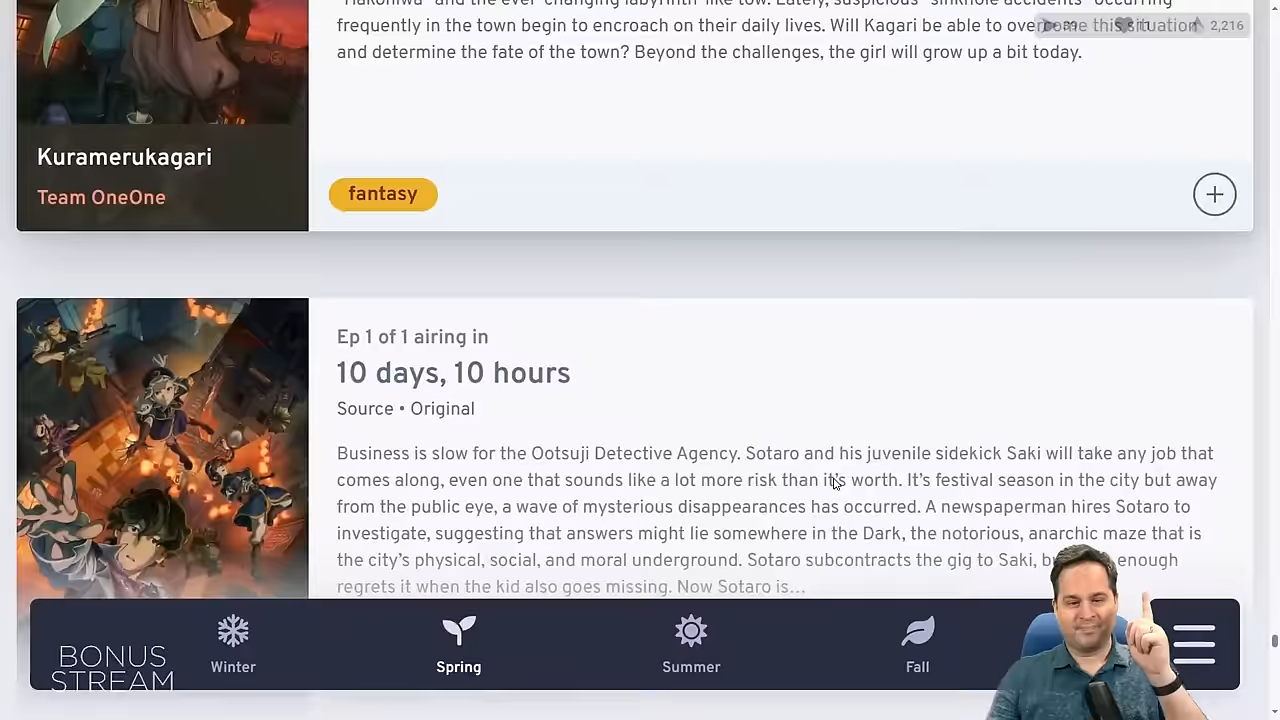 frequently in the town begin to encroach on their daily lives. Will Kagari be able to overcome this situation
39 2,216
and determine the fate of the town? Beyond the challenges, the girl will grow up a bit today.
Kuramerukagari
Team OneOne
fantasy
Ep 1 of 1 airing in
10 days, 10 hours
Source • Original
Business is slow for the Ootsuji Detective Agency. Sotaro and his juvenile sidekick Saki will take any job that
comes along, even one that sounds like a lot more risk than it's worth. It’s festival season in the city but away
from the public eye, a wave of mysterious disappearances has occurred. A newspaperman hires Sotaro to
investigate, suggesting that answers might lie somewhere in the Dark, the notorious, anarchic maze that is
the city’s physical, social, and moral underground. Sotaro subcontracts the gig to Saki, enough
regrets it when the kid also goes missing. Now Sotaro is…
Winter
Spring
Summer
Fall
BONUS
STREAM